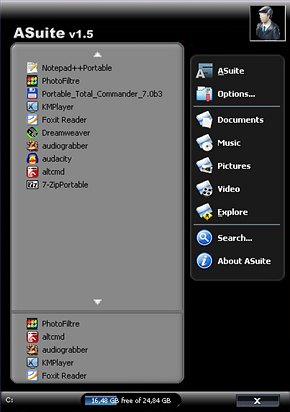 ASuite v1.5
Notepad++Portable
PhotoFiltre
Portable_Total_Commander_7.0b3
KMPlayer
Foxit Reader
Dreamweaver
audiograbber
audacity
altcmd
7-ZipPortable
PhotoFiltre
altcmd
audiograbber
KMPlayer
Foxit Reader
ASuite
Options...
Documents
Music
Pictures
Video
Explore
Search...
About ASuite
C:
16,48 GB free of 24,84 GB
X